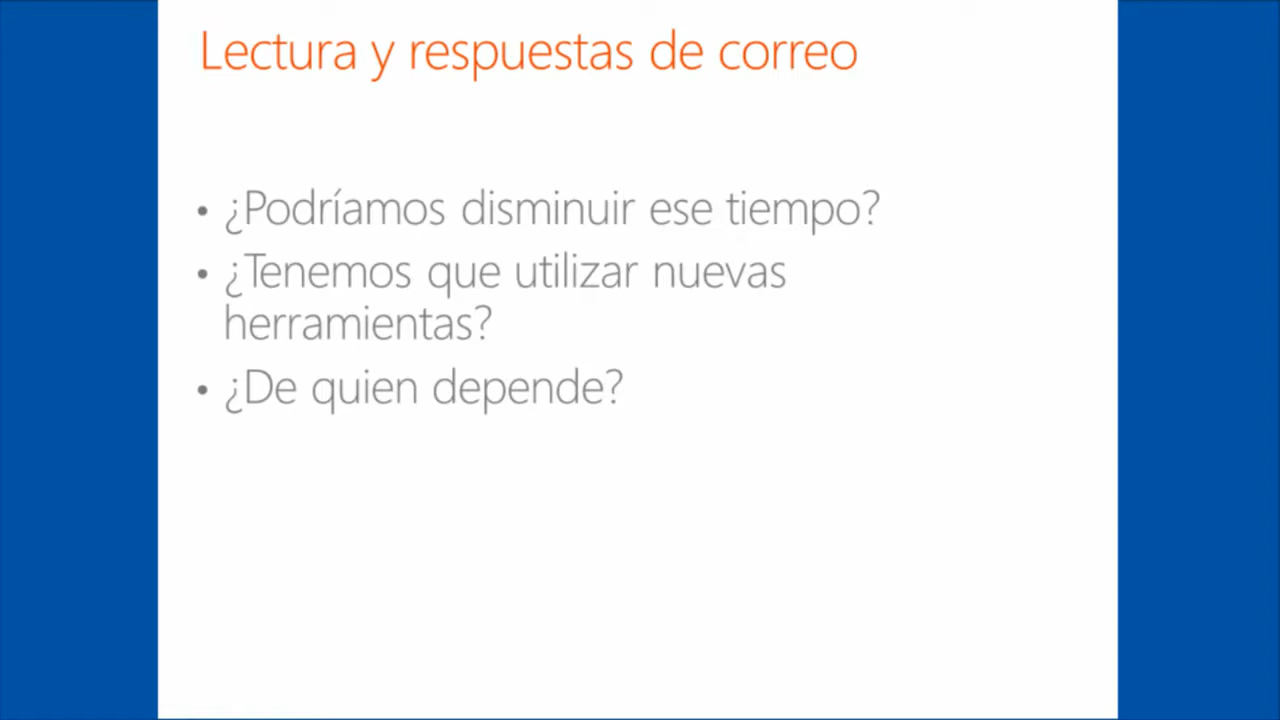 Lectura y respuestas de correo
• ¿Podríamos disminuir ese tiempo?
• ¿Tenemos que utilizar nuevas
herramientas?
• ¿De quien depende?